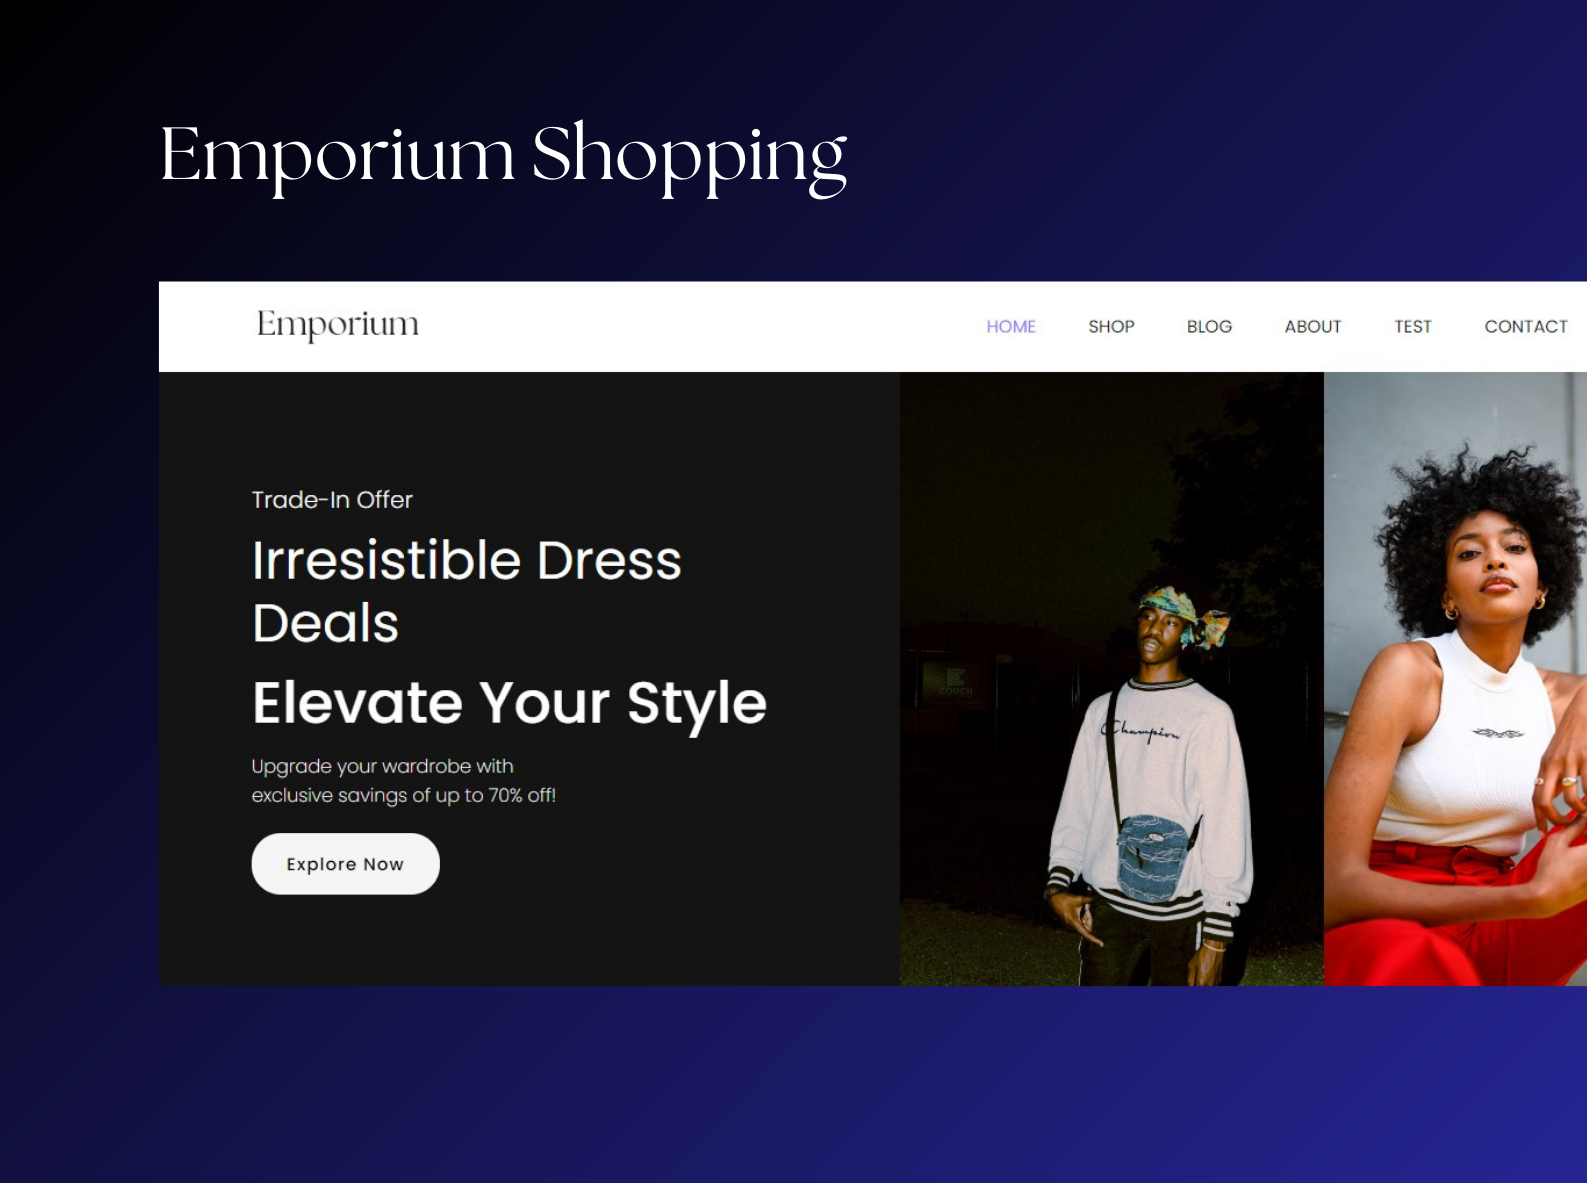 Emporium Shopping
Emporium
HOME SHOP BLOG ABOUT TEST CONTACT
Trade-In Offer
Irresistible Dress
Deals
Elevate Your Style
Upgrade your wardrobe with
exclusive savings of up to 70% off!
Explore Now
COUCH
Champion